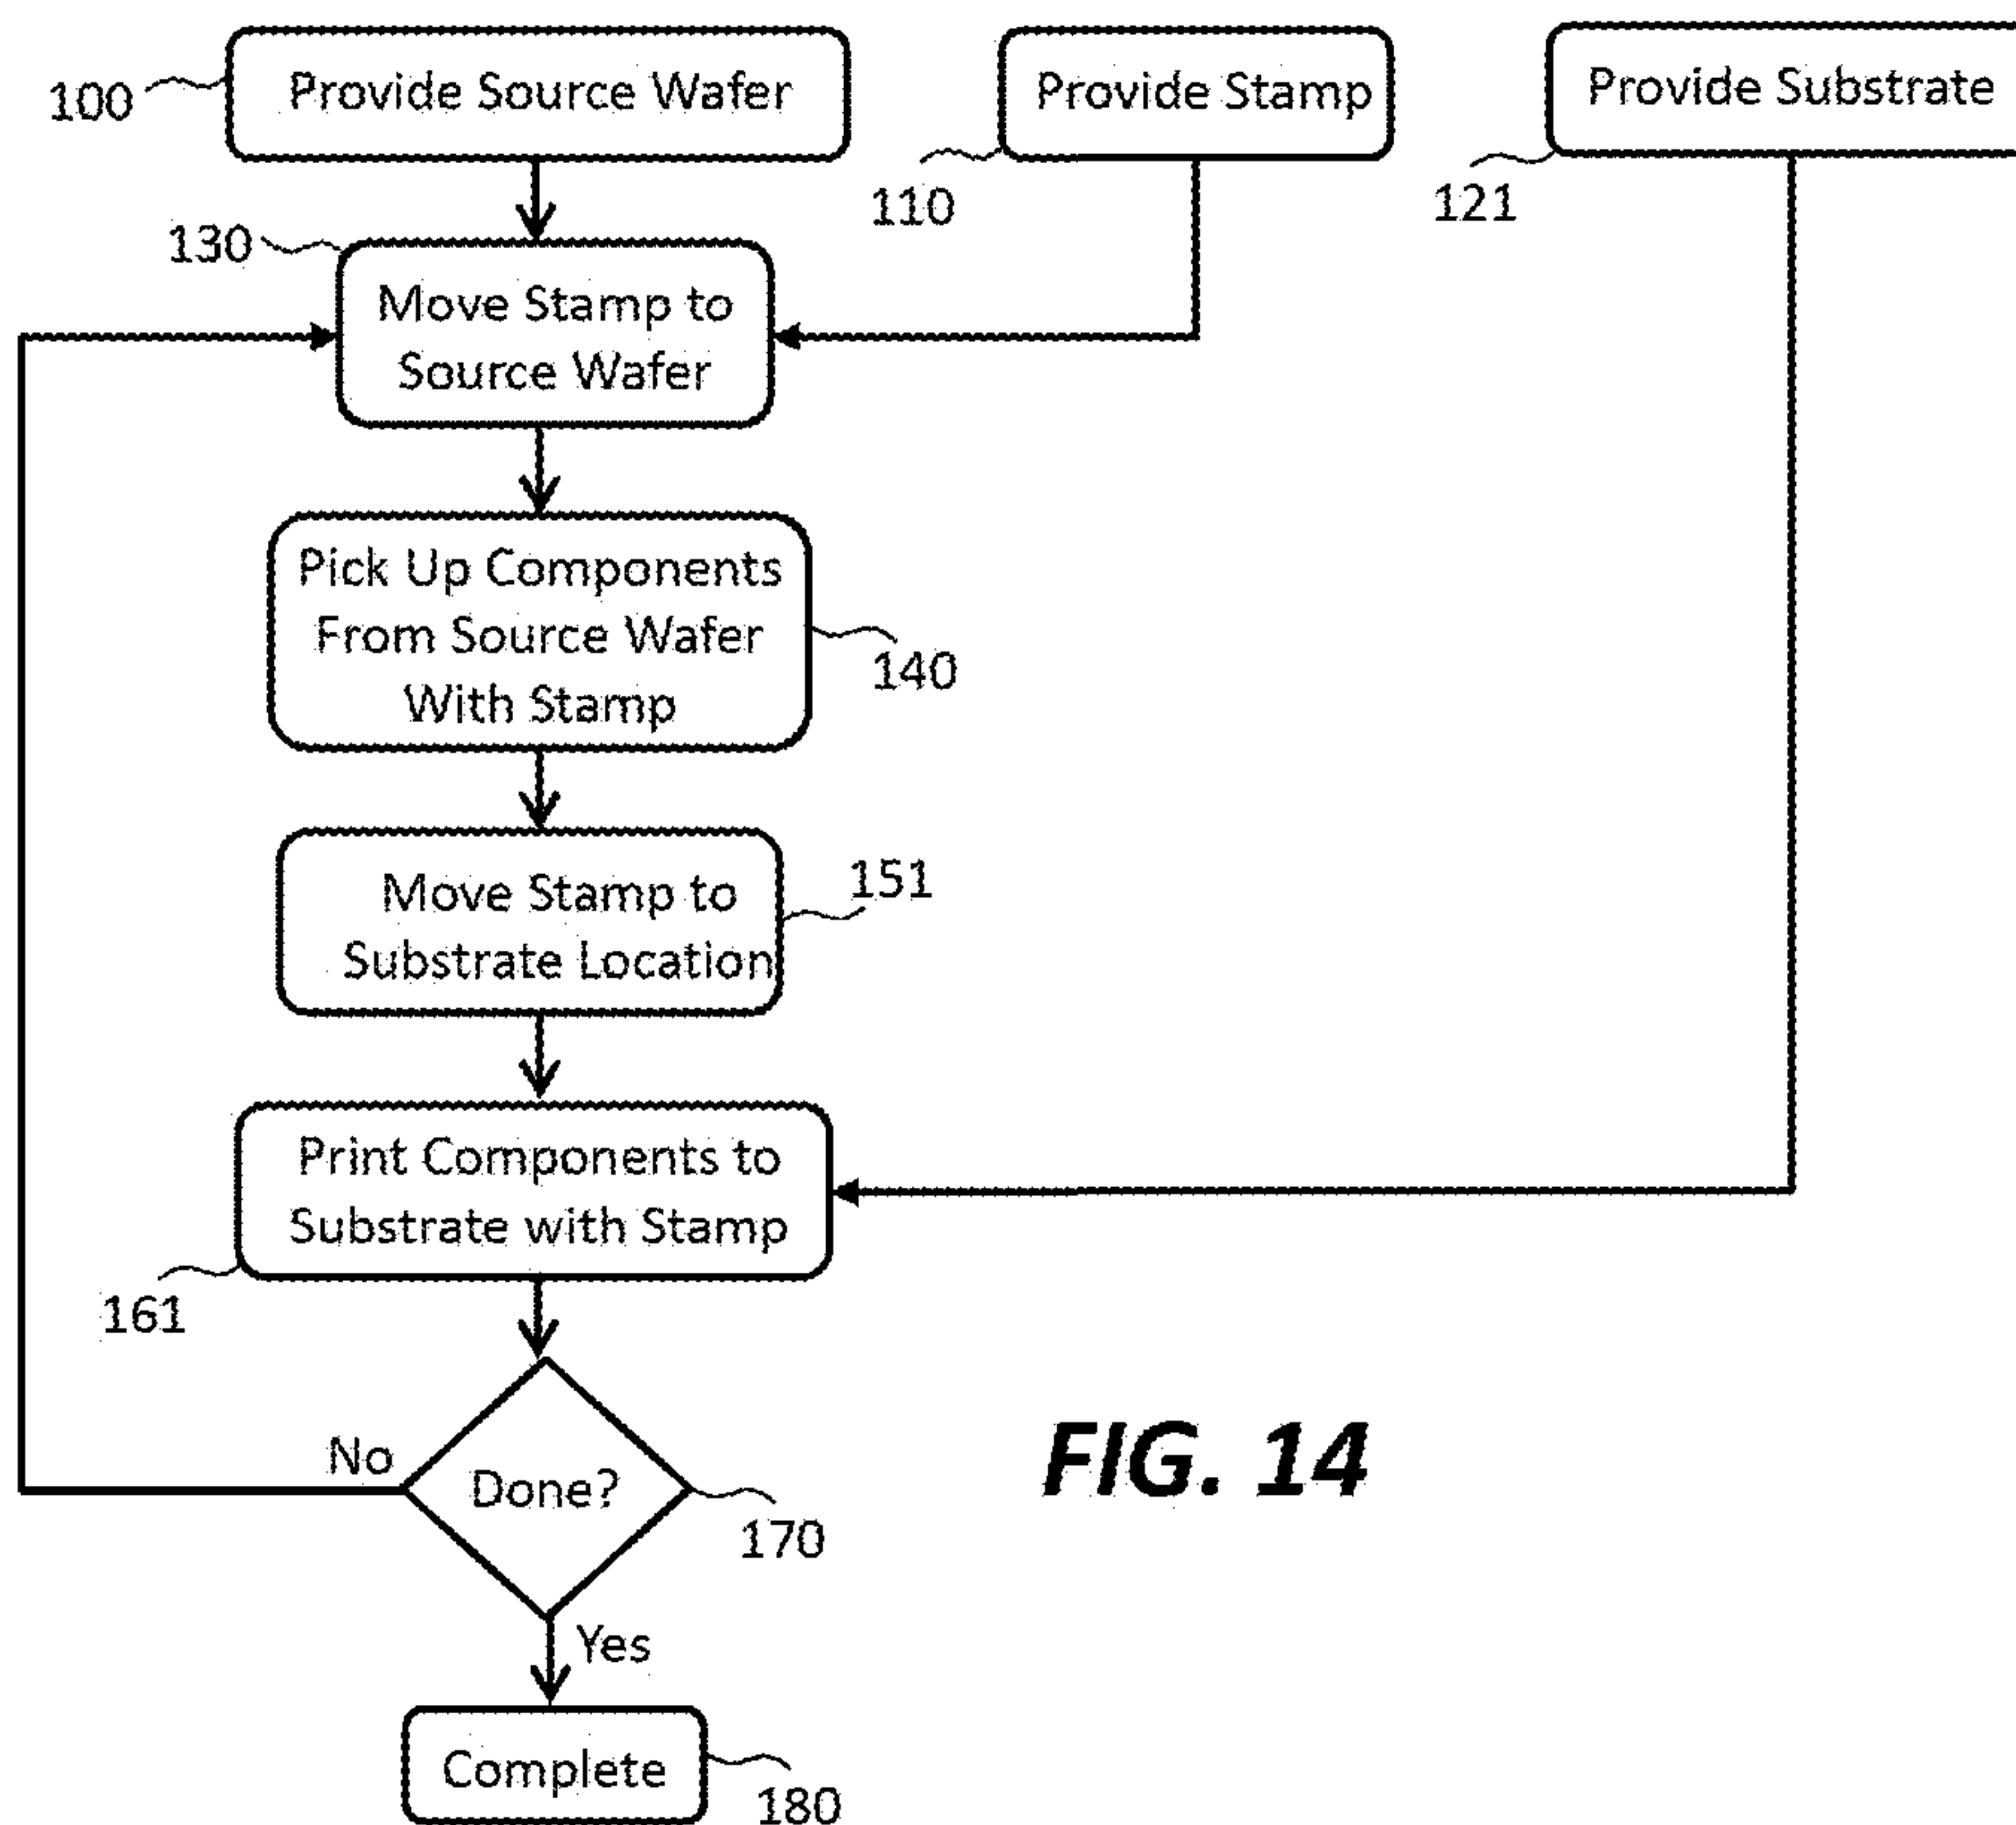 Provide Source Wafer
Provide Stamp
Provide Substrate
100
110
121
130
Move Stamp to
Source Wafer
Pick Up Components
From Source Wafer
With Stamp
140
Move Stamp to
Substrate Location
151
Print Components to
Substrate with Stamp
161
No
Done?
170
FIG. 14
Yes
Complete
180